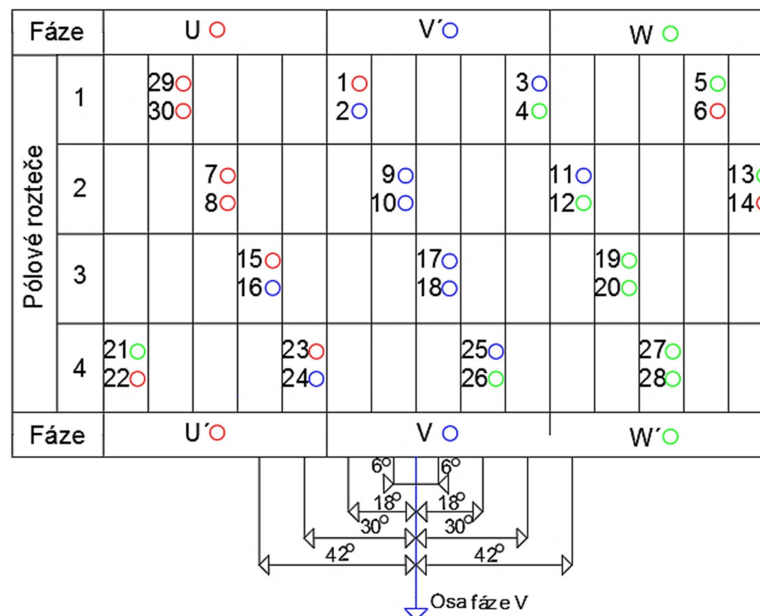 Fáze U V´ W
Pólové rozteče
1 29 1 3 5
30 2 4 6
2 7 9 11 13
8 10 12 14
3 15 17 19
16 18 20
4 21 23 25 27
22 24 26 28
Fáze U´ V W´
6° 6°
18° 18°
30° 30°
42° 42°
Osa fáze V